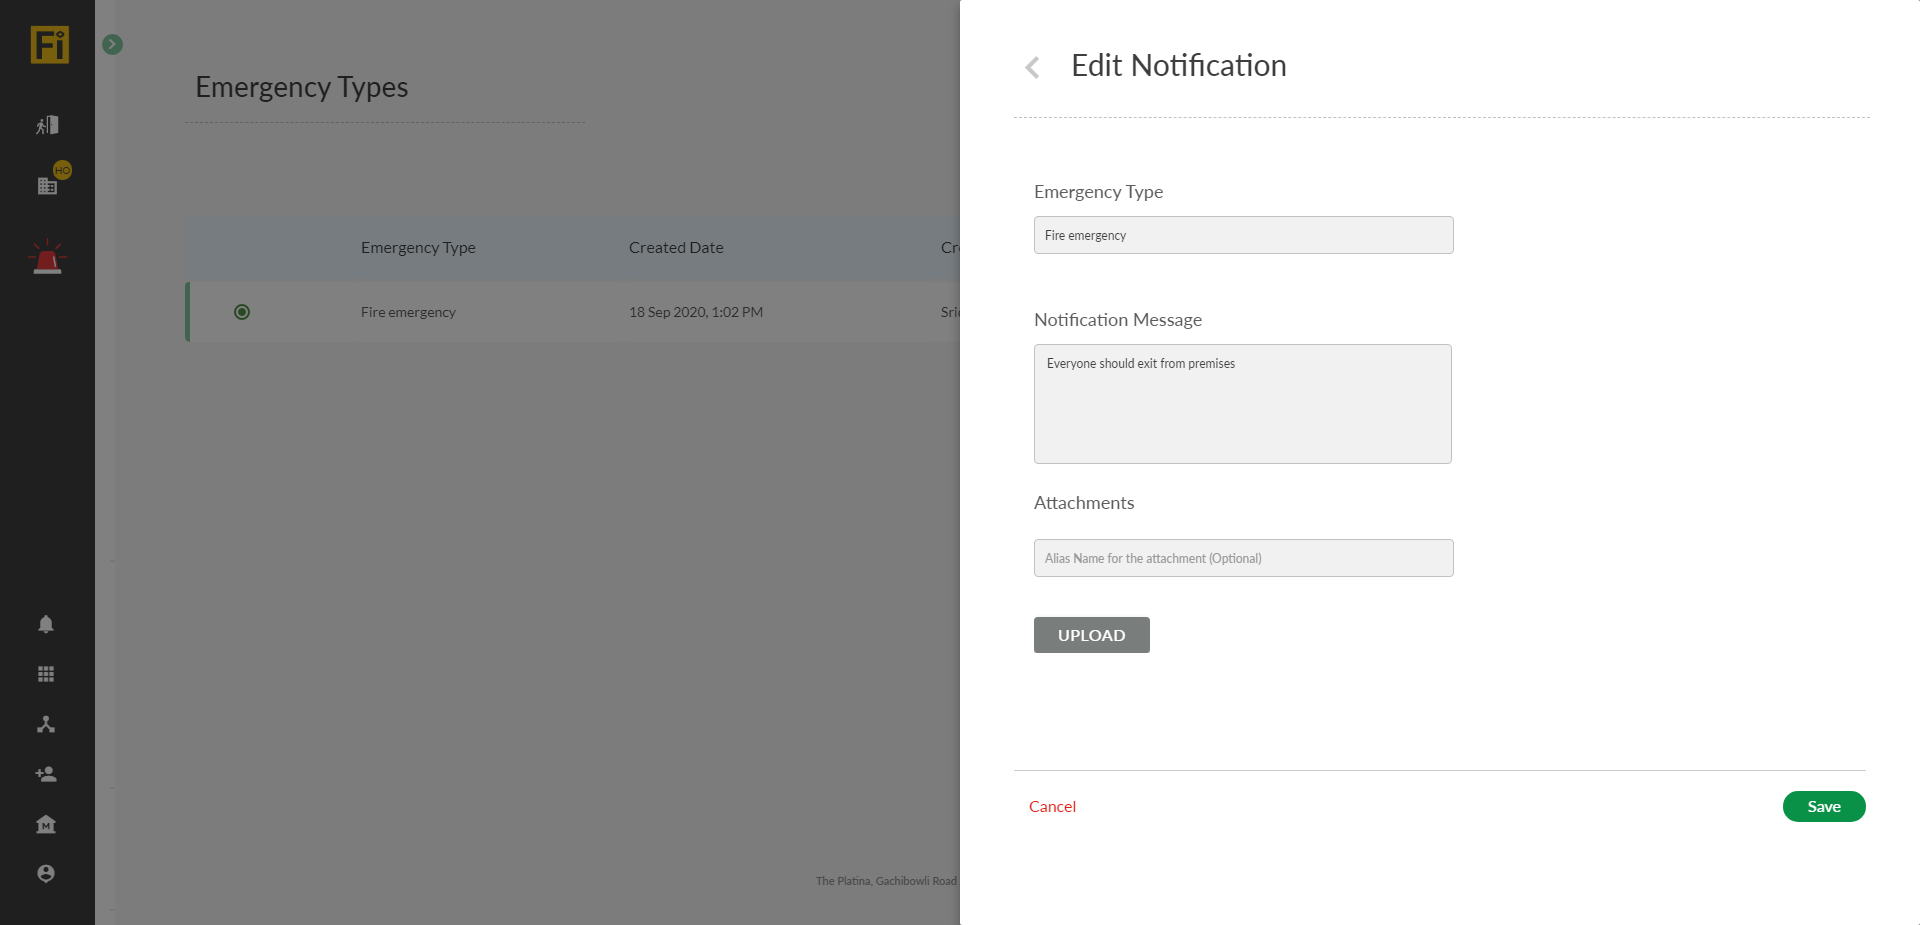 Fi
HO
Emergency Types
Emergency Type Created Date
Fire emergency 18 Sep 2020, 1:02 PM
The Platina, Gachibowli Road
Edit Notification
Emergency Type
Fire emergency
Notification Message
Everyone should exit from premises
Attachments
Alias Name for the attachment (Optional)
UPLOAD
Cancel
Save